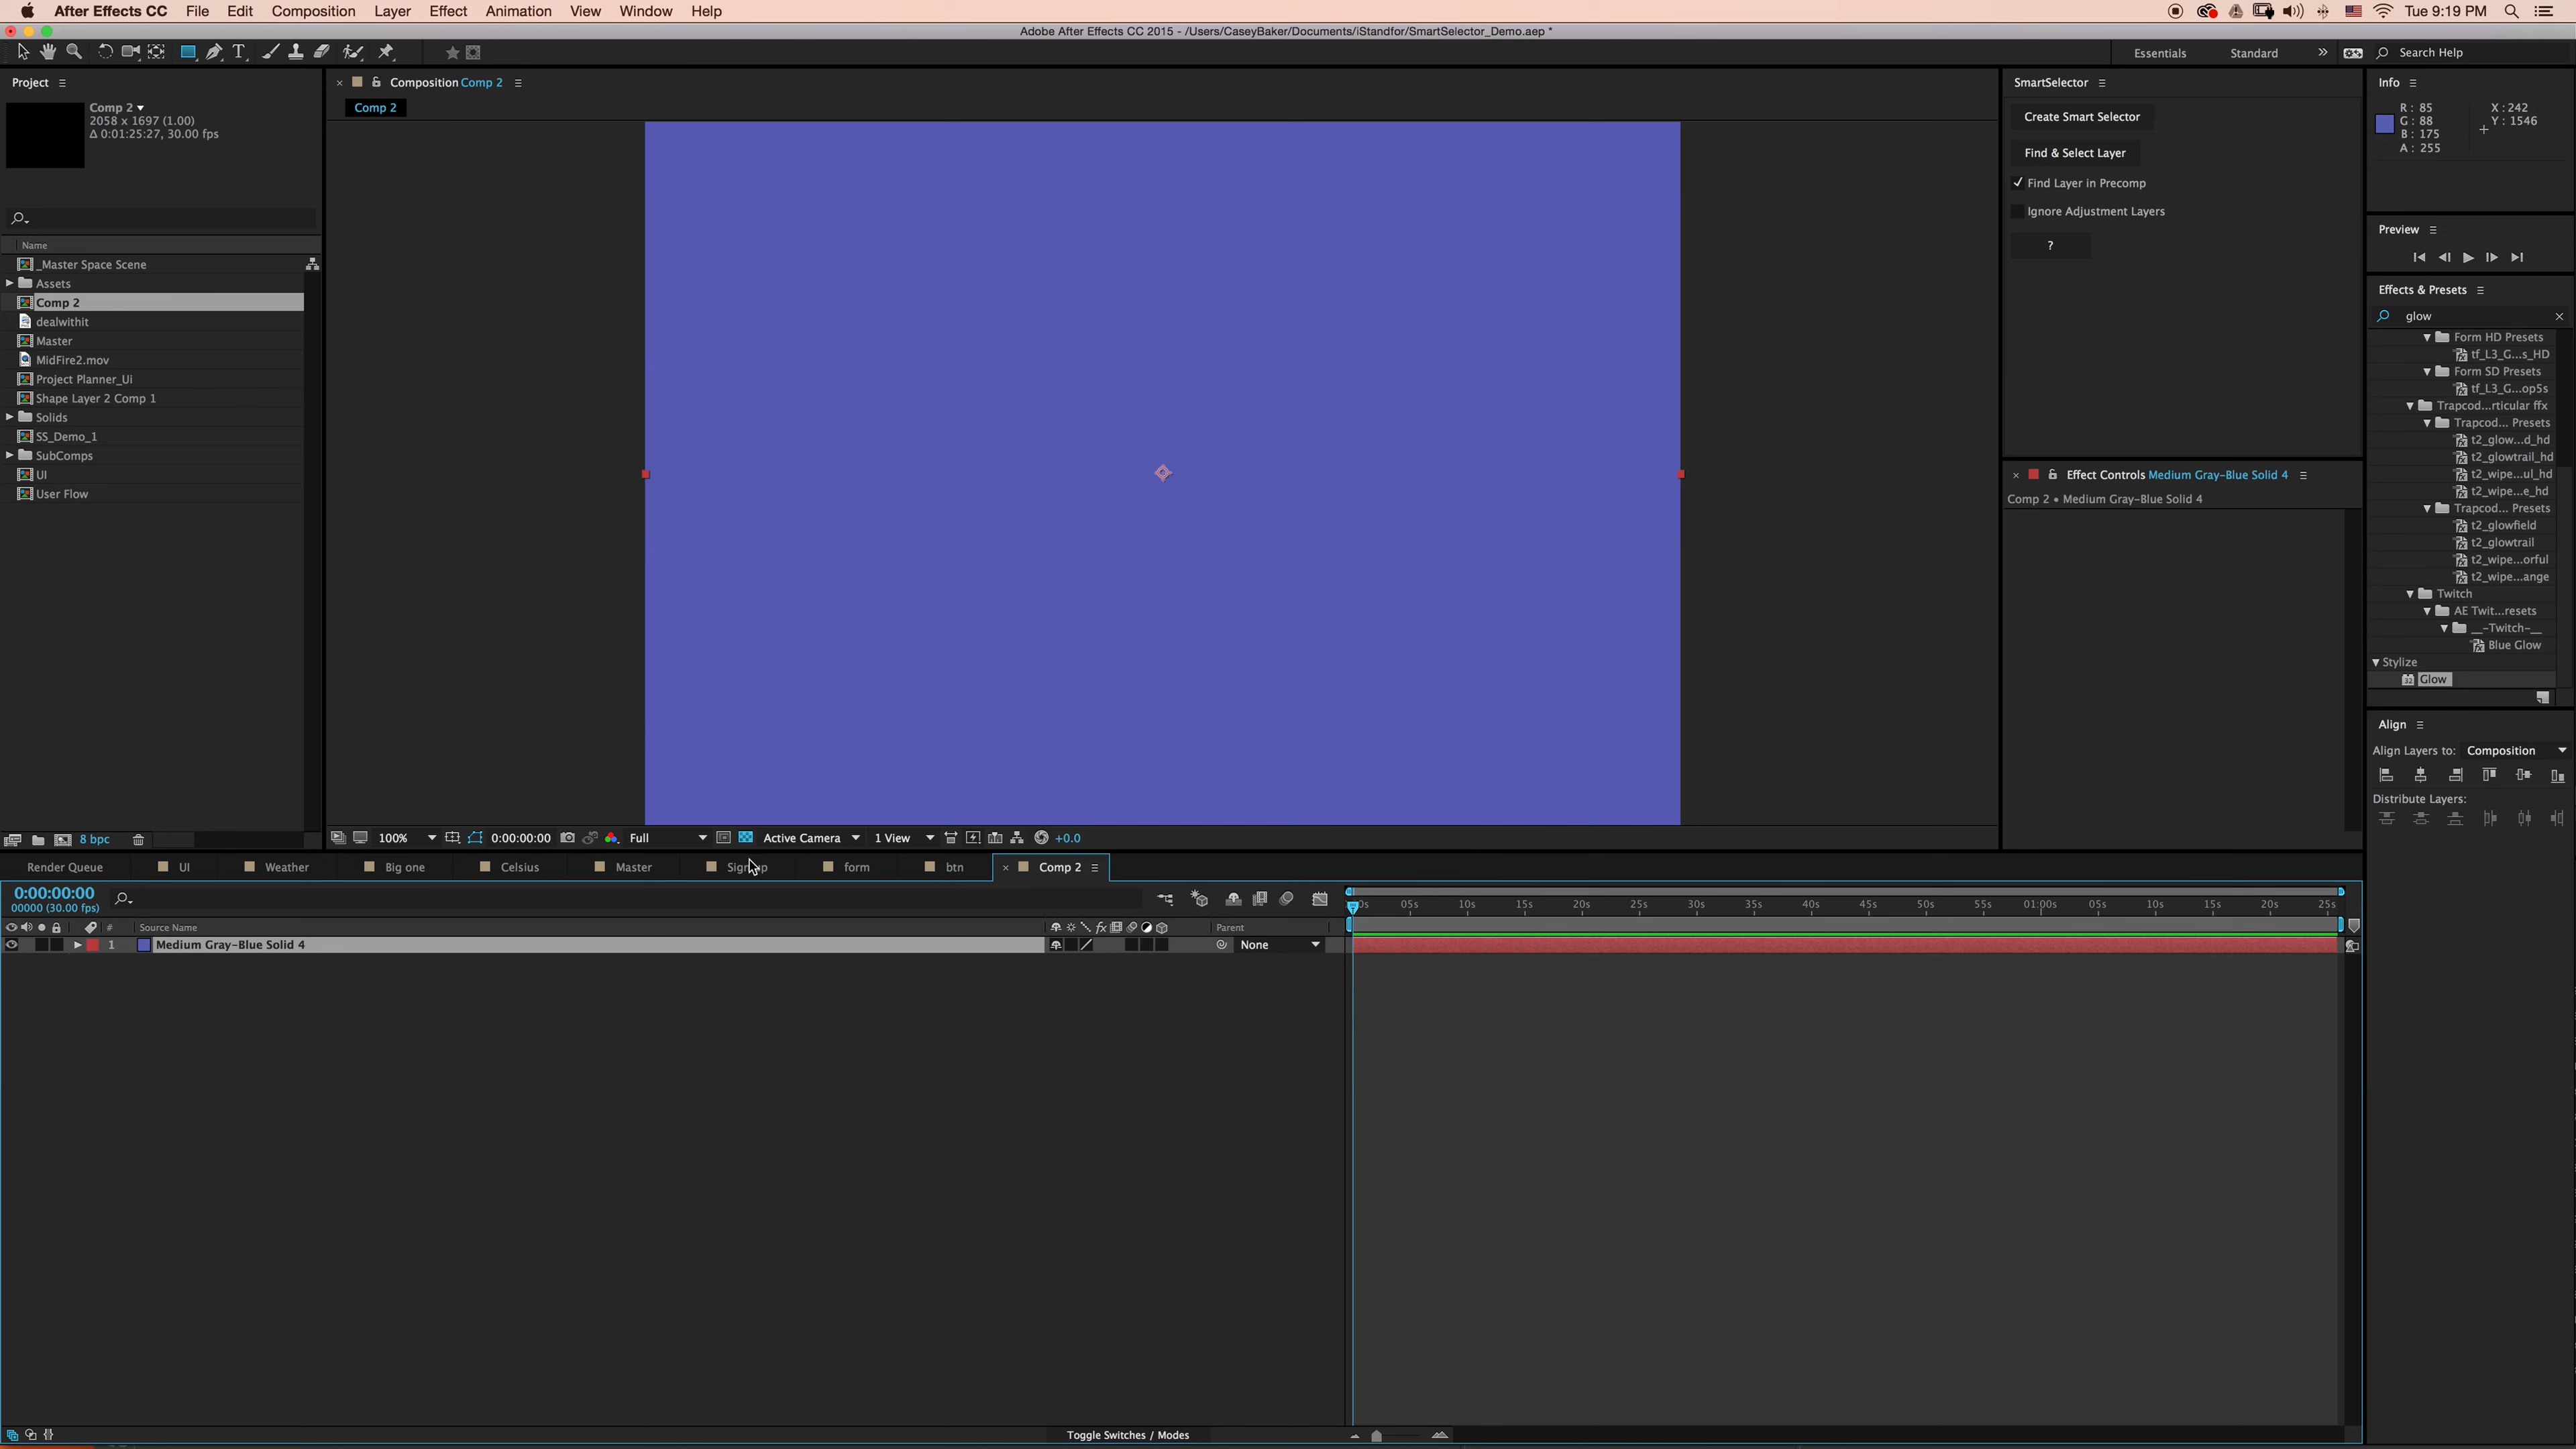 After Effects CC File Edit Composition Layer Effect Animation View Window Help
Tue 9:19 PM
Adobe After Effects CC 2015 - /Users/CaseyBaker/Documents/iStandfor/SmartSelector_Demo.aep *
Essentials Standard Search Help
Project
Comp 2
2058 x 1697 (1.00)
Δ 0:01:25:27, 30.00 fps
Name
_Master Space Scene
Assets
Comp 2
dealwithit
Master
MidFire2.mov
Project Planner_Ui
Shape Layer 2 Comp 1
Solids
SS_Demo_1
SubComps
UI
User Flow
8 bpc
Composition Comp 2
Comp 2
100% 0:00:00:00 Full Active Camera 1 View +0.0
SmartSelector
Create Smart Selector
Find & Select Layer
Find Layer in Precomp
Ignore Adjustment Layers
?
Effect Controls Medium Gray-Blue Solid 4
Comp 2 • Medium Gray-Blue Solid 4
Info
R : 85
G : 88
B : 175
A : 255
X : 242
Y : 1546
Preview
Effects & Presets
glow
Form HD Presets
tf_L3_G...s_HD
Form SD Presets
tf_L3_G...op5s
Trapcod...rticular ffx
Trapcod... Presets
t2_glow...d_hd
t2_glowtrail_hd
t2_wipe...ul_hd
t2_wipe...e_hd
Trapcod... Presets
t2_glowfield
t2_glowtrail
t2_wipe...orful
t2_wipe...ange
Twitch
AE Twit...resets
__-Twitch-__
Blue Glow
Stylize
Glow
Align
Align Layers to: Composition
Distribute Layers:
Render Queue UI Weather Big one Celsius Master form btn Comp 2
0:00:00:00
00000 (30.00 fps)
# Source Name Parent
1 Medium Gray-Blue Solid 4 None
05s 10s 15s 20s 25s 30s 35s 40s 45s 50s 55s 01:00s 05s 10s 15s 20s 25s
Toggle Switches / Modes